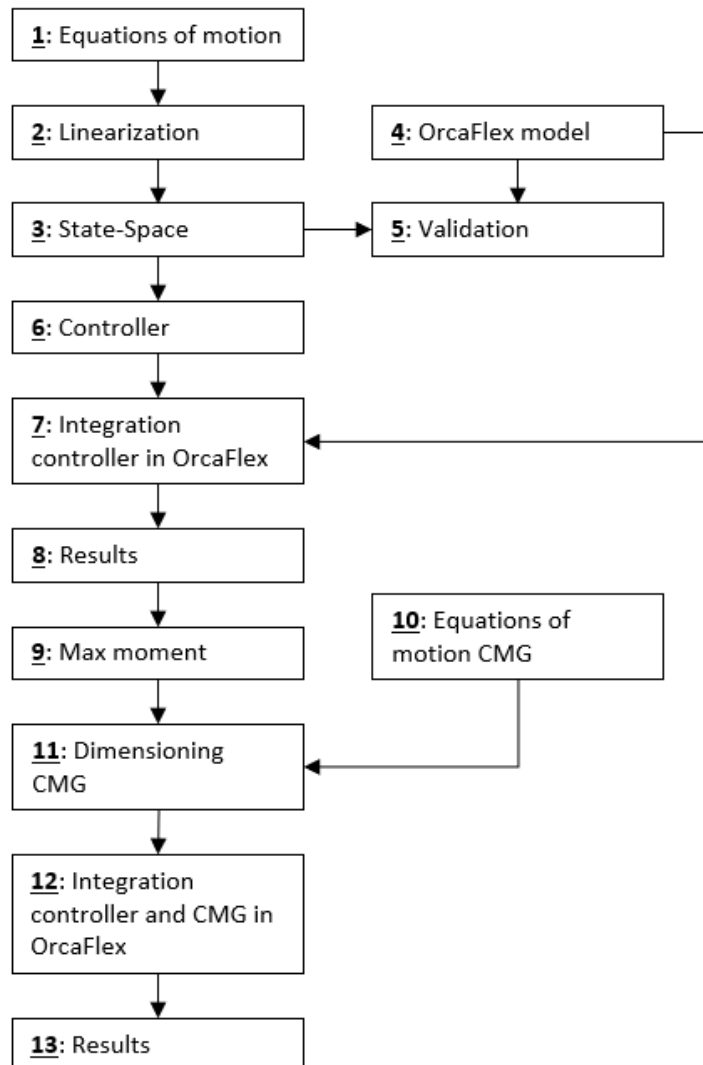 1: Equations of motion
2: Linearization
4: OrcaFlex model
3: State-Space
5: Validation
6: Controller
7: Integration
controller in OrcaFlex
8: Results
9: Max moment
10: Equations of
motion CMG
11: Dimensioning
CMG
12: Integration
controller and CMG in
OrcaFlex
13: Results